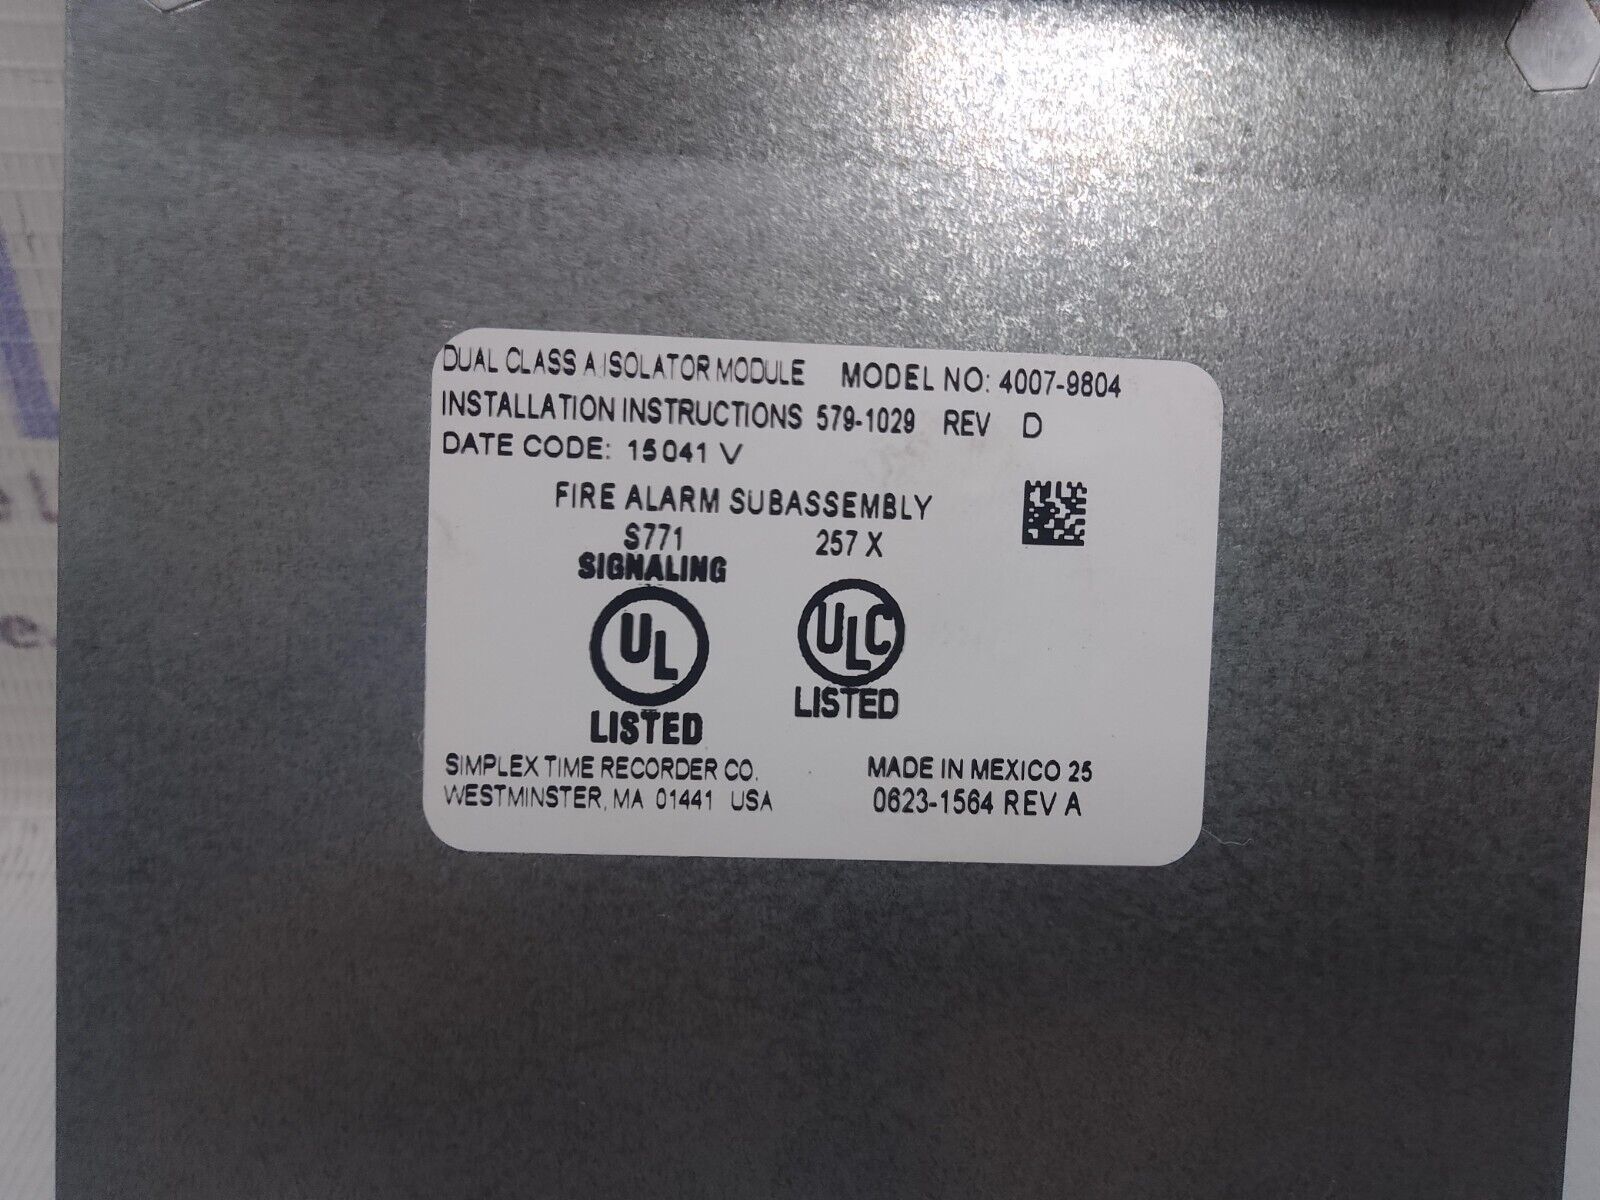 DUAL CLASS A ISOLATOR MODULE MODEL NO: 4007-9804
INSTALLATION INSTRUCTIONS 579-1029 REV D
DATE CODE: 15041 V
FIRE ALARM SUBASSEMBLY
S771 257 X
SIGNALING
UL ULC
LISTED LISTED
SIMPLEX TIME RECORDER CO. MADE IN MEXICO 25
WESTMINSTER, MA 01441 USA 0623-1564 REV A